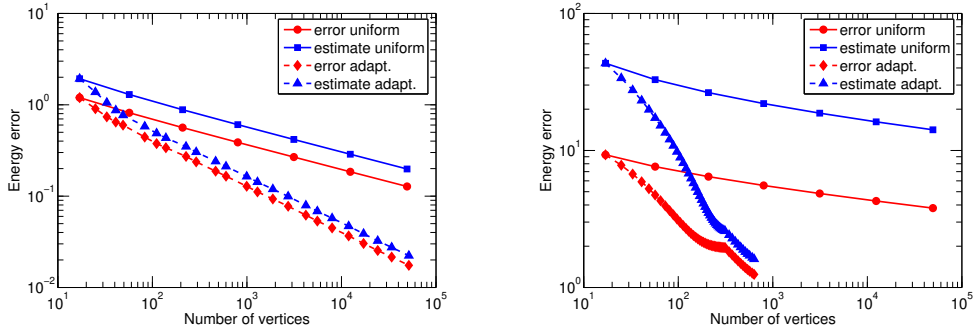 10^1
10^0
10^-1
10^-2
10^1 10^2 10^3 10^4 10^5
Energy error
Number of vertices
error uniform
estimate uniform
error adapt.
estimate adapt.
10^2
10^1
10^0
10^1 10^2 10^3 10^4 10^5
Energy error
Number of vertices
error uniform
estimate uniform
error adapt.
estimate adapt.